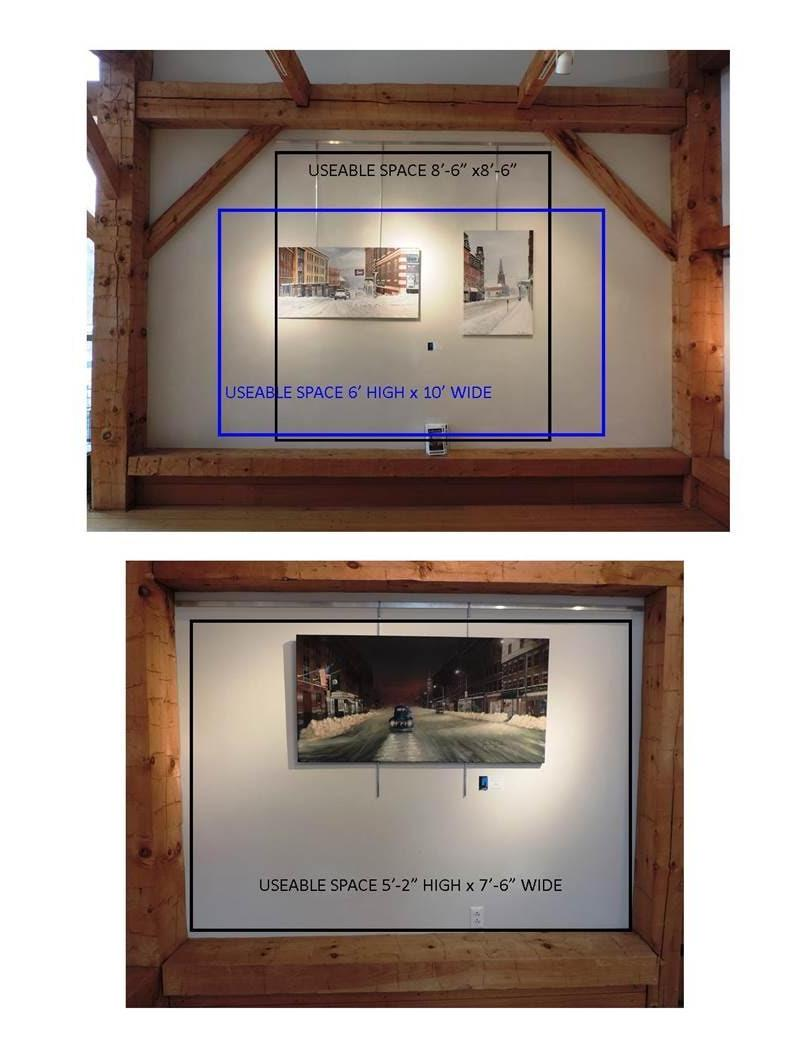 USEABLE SPACE 8'-6" x8'-6"
USEABLE SPACE 6' HIGH x 10' WIDE
USEABLE SPACE 5'-2" HIGH x 7'-6" WIDE